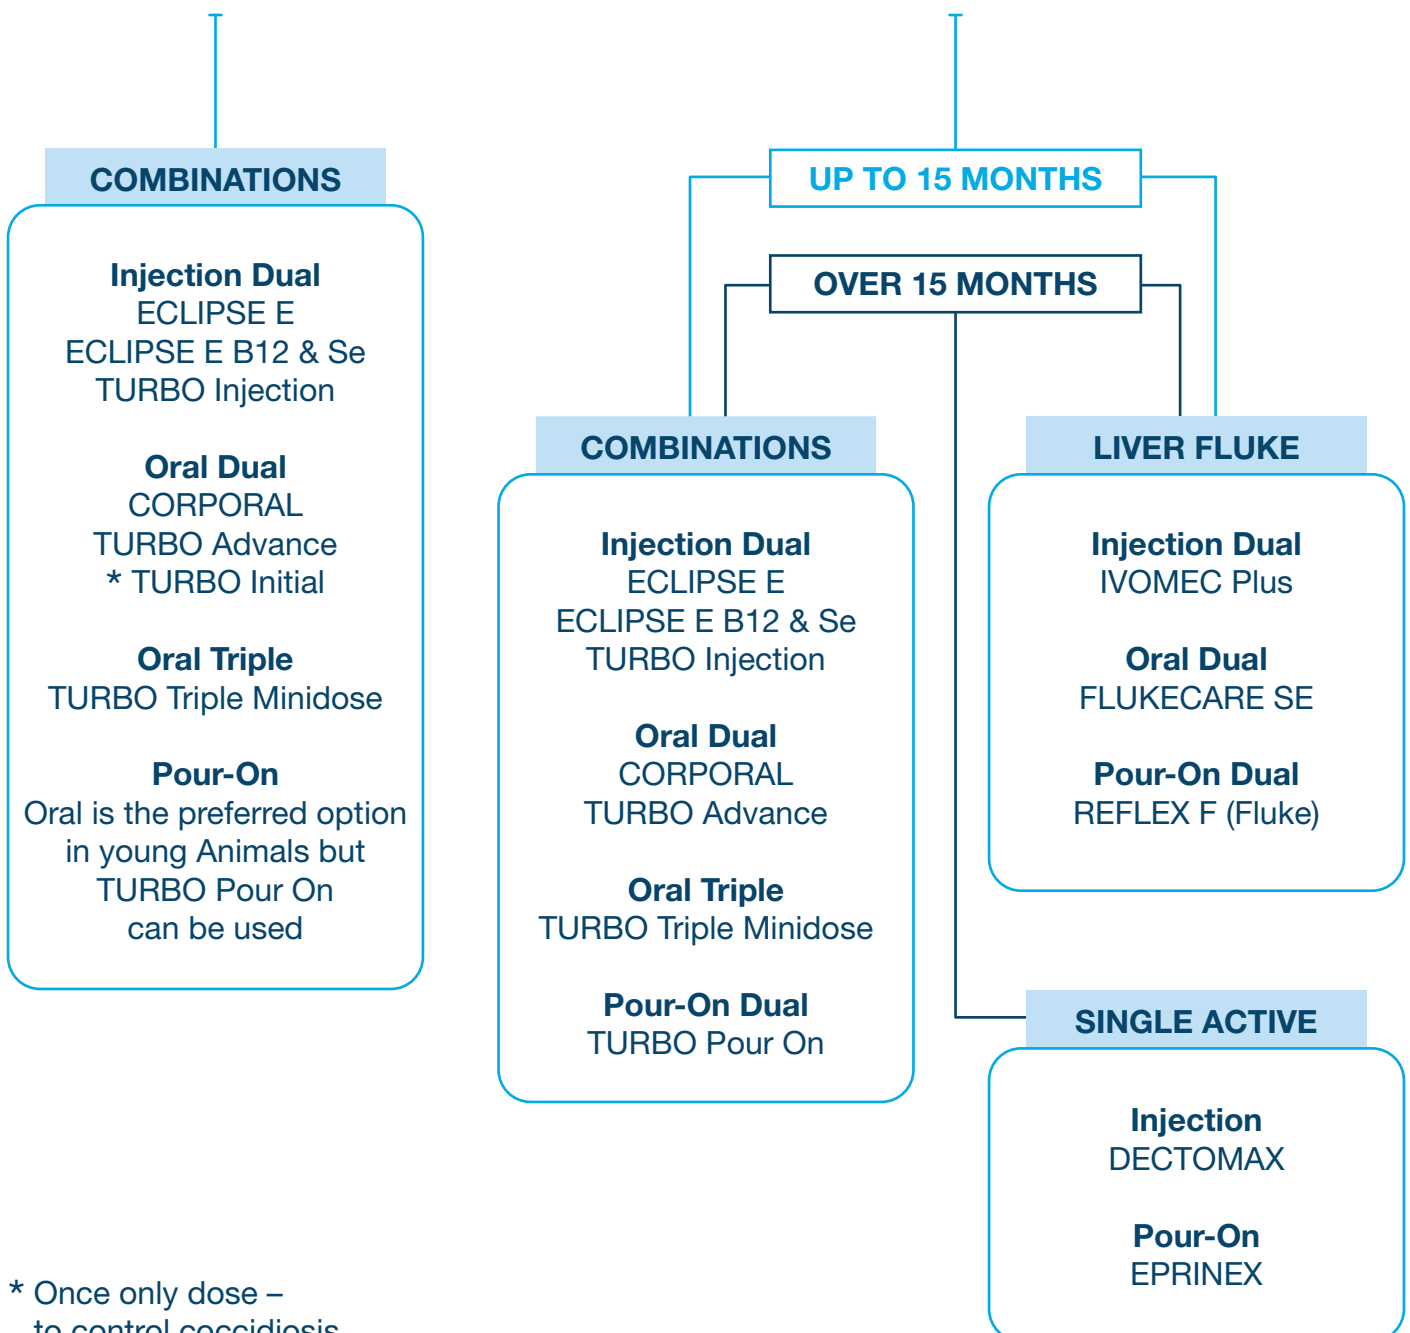 COMBINATIONS
Injection Dual
ECLIPSE E
ECLIPSE E B12 & Se
TURBO Injection
Oral Dual
CORPORAL
TURBO Advance
* TURBO Initial
Oral Triple
TURBO Triple Minidose
Pour-On
Oral is the preferred option
in young Animals but
TURBO Pour On
can be used
UP TO 15 MONTHS
OVER 15 MONTHS
COMBINATIONS
Injection Dual
ECLIPSE E
ECLIPSE E B12 & Se
TURBO Injection
Oral Dual
CORPORAL
TURBO Advance
Oral Triple
TURBO Triple Minidose
Pour-On Dual
TURBO Pour On
LIVER FLUKE
Injection Dual
IVOMEC Plus
Oral Dual
FLUKECARE SE
Pour-On Dual
REFLEX F (Fluke)
SINGLE ACTIVE
Injection
DECTOMAX
Pour-On
EPRINEX
* Once only dose –
to control coccidiosis